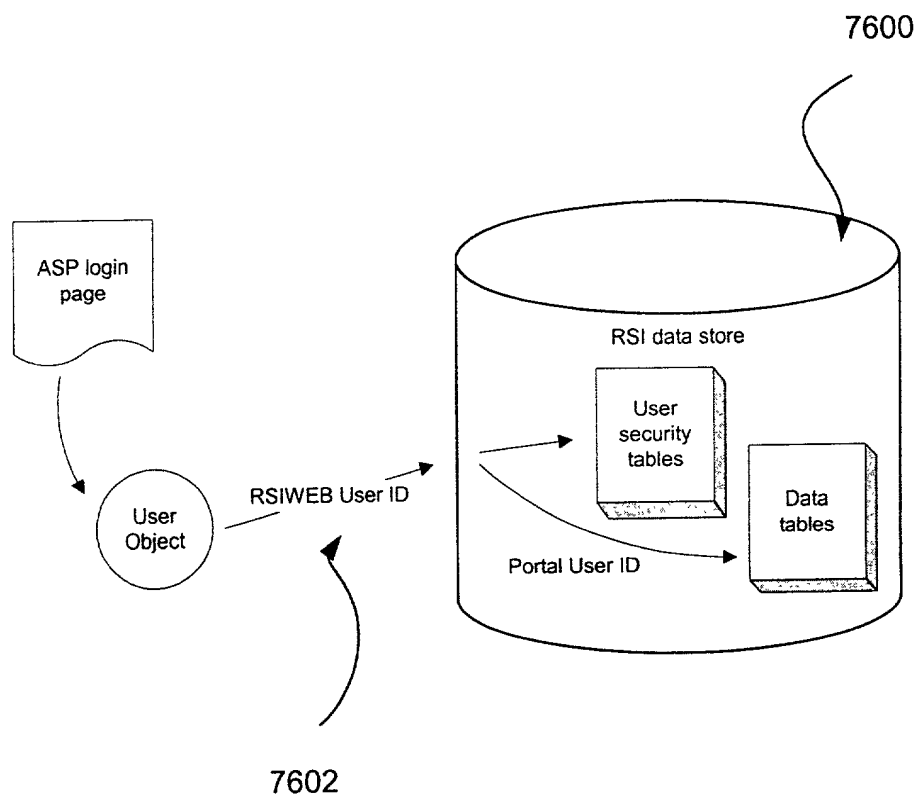 7600
ASP login
page
RSI data store
User
security
tables
RSIWEB User ID
User
Object
Data
tables
Portal User ID
7602